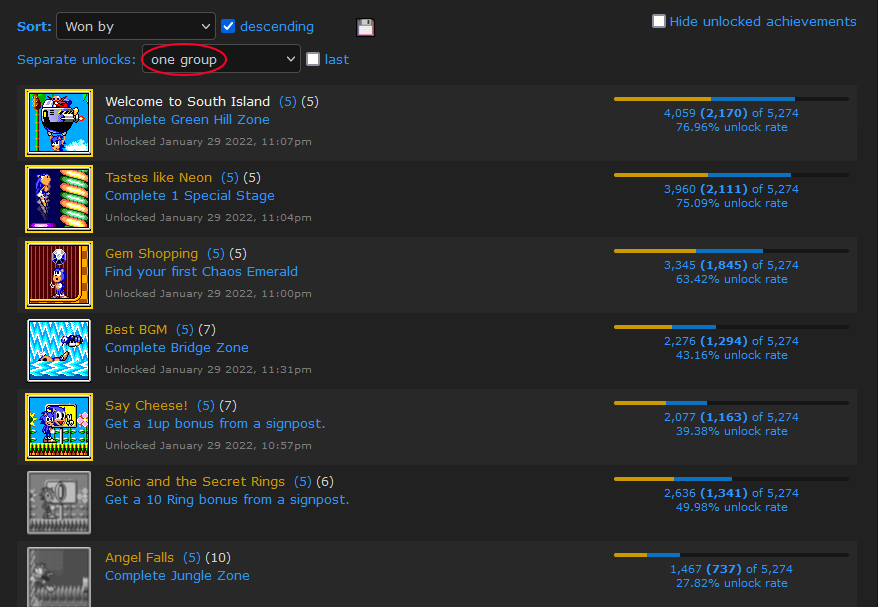 Sort: Won by descending Hide unlocked achievements
Separate unlocks: one group last
Welcome to South Island (5) (5)
Complete Green Hill Zone
Unlocked January 29 2022, 11:07pm
4,059 (2,170) of 5,274
76.96% unlock rate
Tastes like Neon (5) (5)
Complete 1 Special Stage
Unlocked January 29 2022, 11:04pm
3,960 (2,111) of 5,274
75.09% unlock rate
Gem Shopping (5) (5)
Find your first Chaos Emerald
Unlocked January 29 2022, 11:00pm
3,345 (1,845) of 5,274
63.42% unlock rate
Best BGM (5) (7)
Complete Bridge Zone
Unlocked January 29 2022, 11:31pm
2,276 (1,294) of 5,274
43.16% unlock rate
Say Cheese! (5) (7)
Get a 1up bonus from a signpost.
Unlocked January 29 2022, 10:57pm
2,077 (1,163) of 5,274
39.38% unlock rate
Sonic and the Secret Rings (5) (6)
Get a 10 Ring bonus from a signpost.
2,636 (1,341) of 5,274
49.98% unlock rate
Angel Falls (5) (10)
Complete Jungle Zone
1,467 (737) of 5,274
27.82% unlock rate